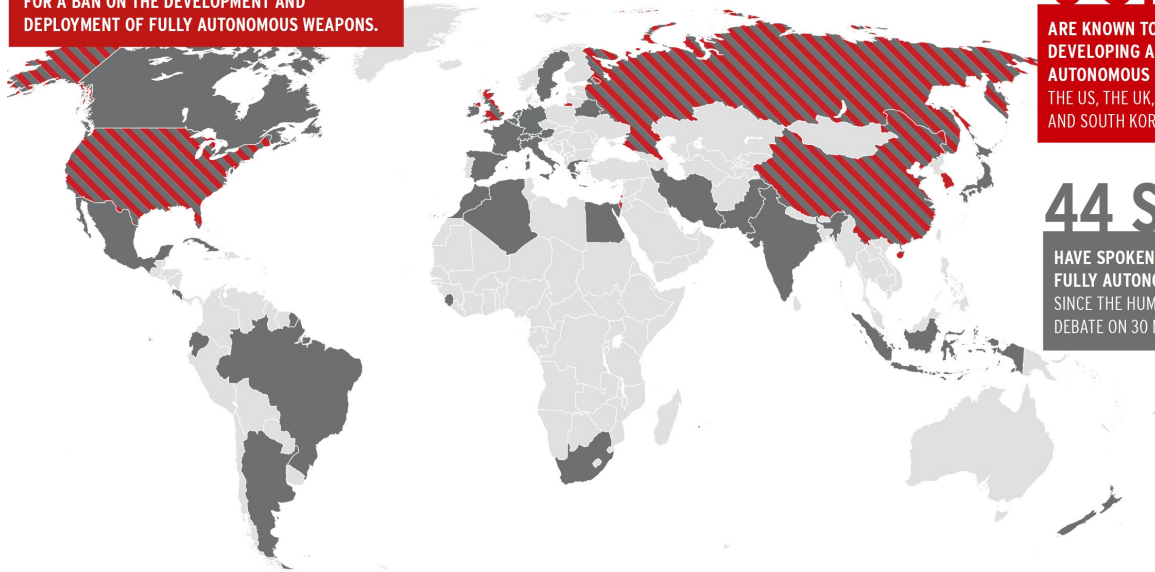 FOR A BAN ON THE DEVELOPMENT AND
DEPLOYMENT OF FULLY AUTONOMOUS WEAPONS.
ARE KNOWN TO
DEVELOPING A
AUTONOMOUS
THE US, THE UK,
AND SOUTH KOR
44 S
HAVE SPOKEN
FULLY AUTON
SINCE THE HUM
DEBATE ON 30